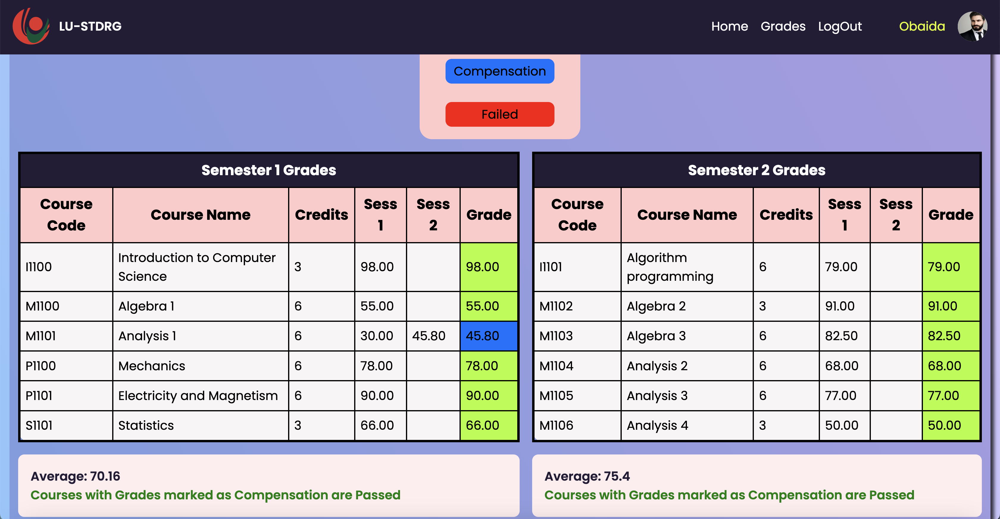 LU-STDRG
Home Grades LogOut Obaida
Compensation
Failed
Semester 1 Grades
Course Code Course Name Credits Sess 1 Sess 2 Grade
I1100 Introduction to Computer Science 3 98.00 98.00
M1100 Algebra 1 6 55.00 55.00
M1101 Analysis 1 6 30.00 45.80 45.80
P1100 Mechanics 6 78.00 78.00
P1101 Electricity and Magnetism 6 90.00 90.00
S1101 Statistics 3 66.00 66.00
Average: 70.16
Courses with Grades marked as Compensation are Passed
Semester 2 Grades
Course Code Course Name Credits Sess 1 Sess 2 Grade
I1101 Algorithm programming 6 79.00 79.00
M1102 Algebra 2 3 91.00 91.00
M1103 Algebra 3 6 82.50 82.50
M1104 Analysis 2 6 68.00 68.00
M1105 Analysis 3 6 77.00 77.00
M1106 Analysis 4 3 50.00 50.00
Average: 75.4
Courses with Grades marked as Compensation are Passed